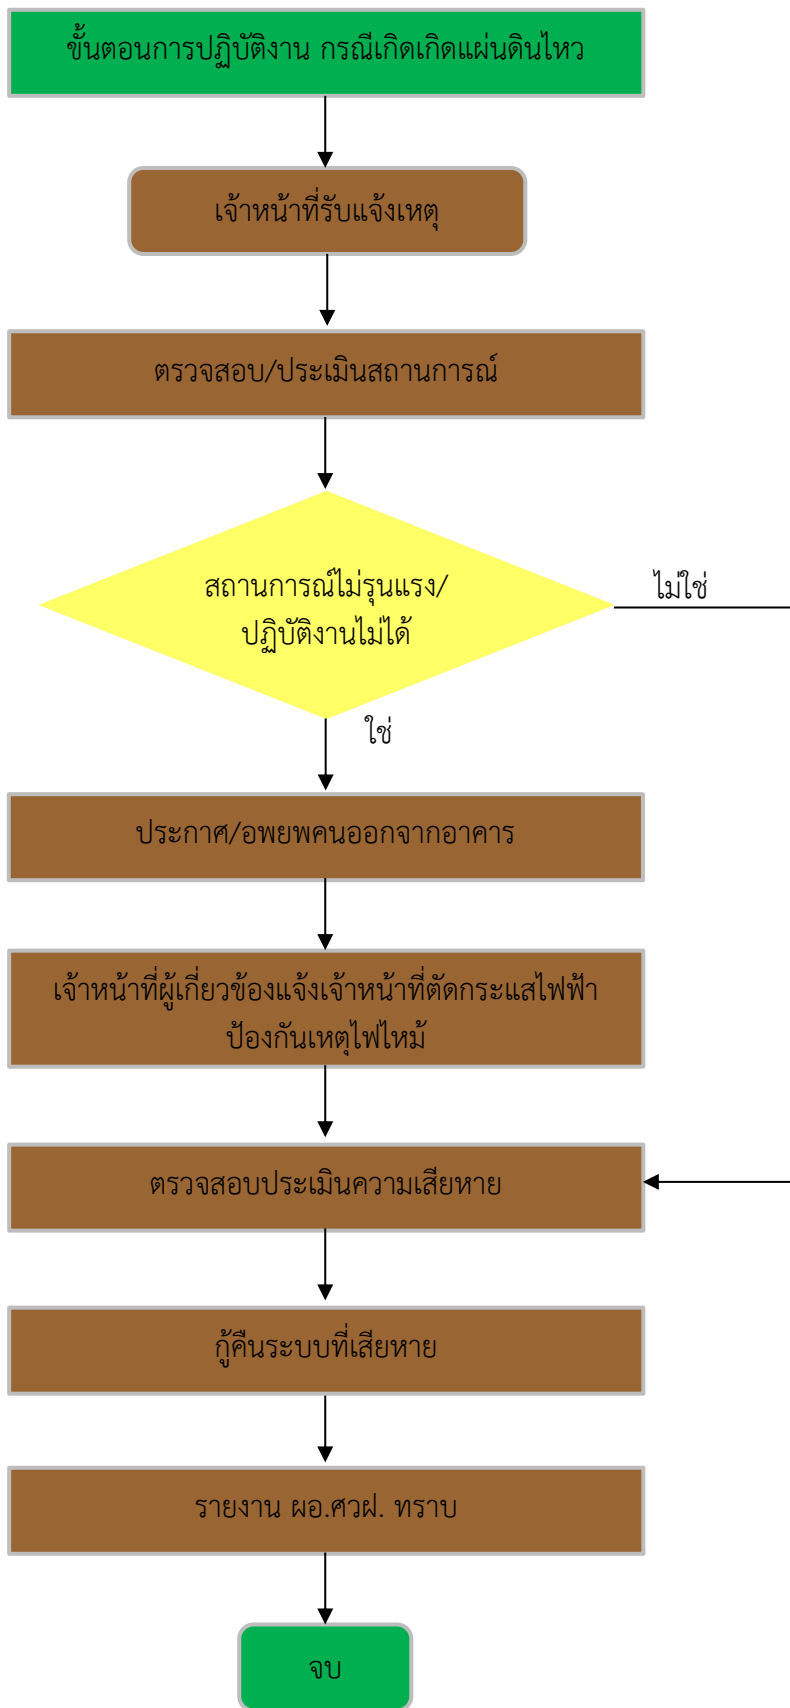 ขั้นตอนการปฏิบัติงาน กรณีเกิดเกิดแผ่นดินไหว
เจ้าหน้าที่รับแจ้งเหตุ
ตรวจสอบ/ประเมินสถานการณ์
สถานการณ์ไม่รุนแรง/
ปฏิบัติงานไม่ได้
ไม่ใช่
ใช่
ประกาศ/อพยพคนออกจากอาคาร
เจ้าหน้าที่ผู้เกี่ยวข้องแจ้งเจ้าหน้าที่ตัดกระแสไฟฟ้า
ป้องกันเหตุไฟไหม้
ตรวจสอบประเมินความเสียหาย
กู้คืนระบบที่เสียหาย
รายงาน ผอ.ศวฝ. ทราบ
จบ